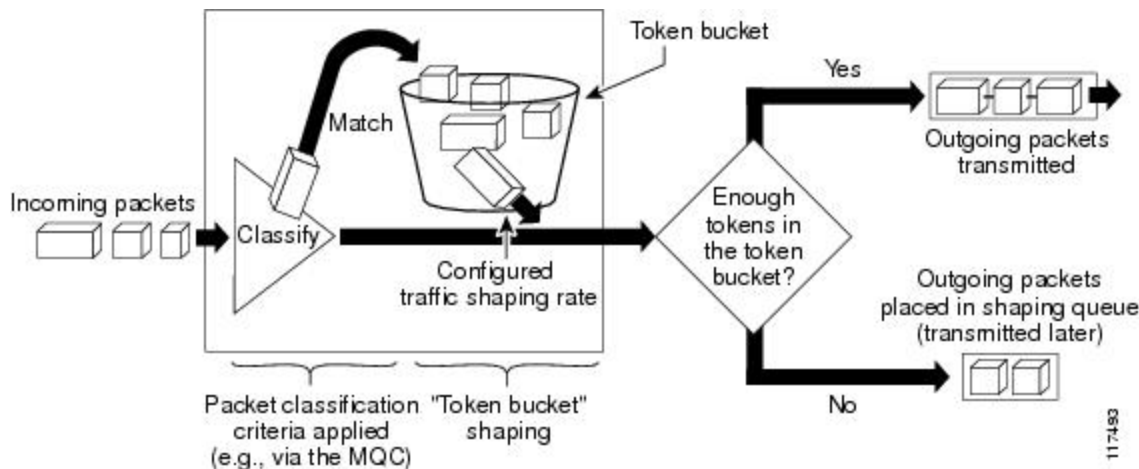 Token bucket
Match
Incoming packets
Classify
Configured
traffic shaping rate
Enough
tokens in
the token
bucket?
Yes
Outgoing packets
transmitted
Outgoing packets
placed in shaping queue
(transmitted later)
No
Packet classification
criteria applied
(e.g., via the MQC)
"Token bucket"
shaping
117493